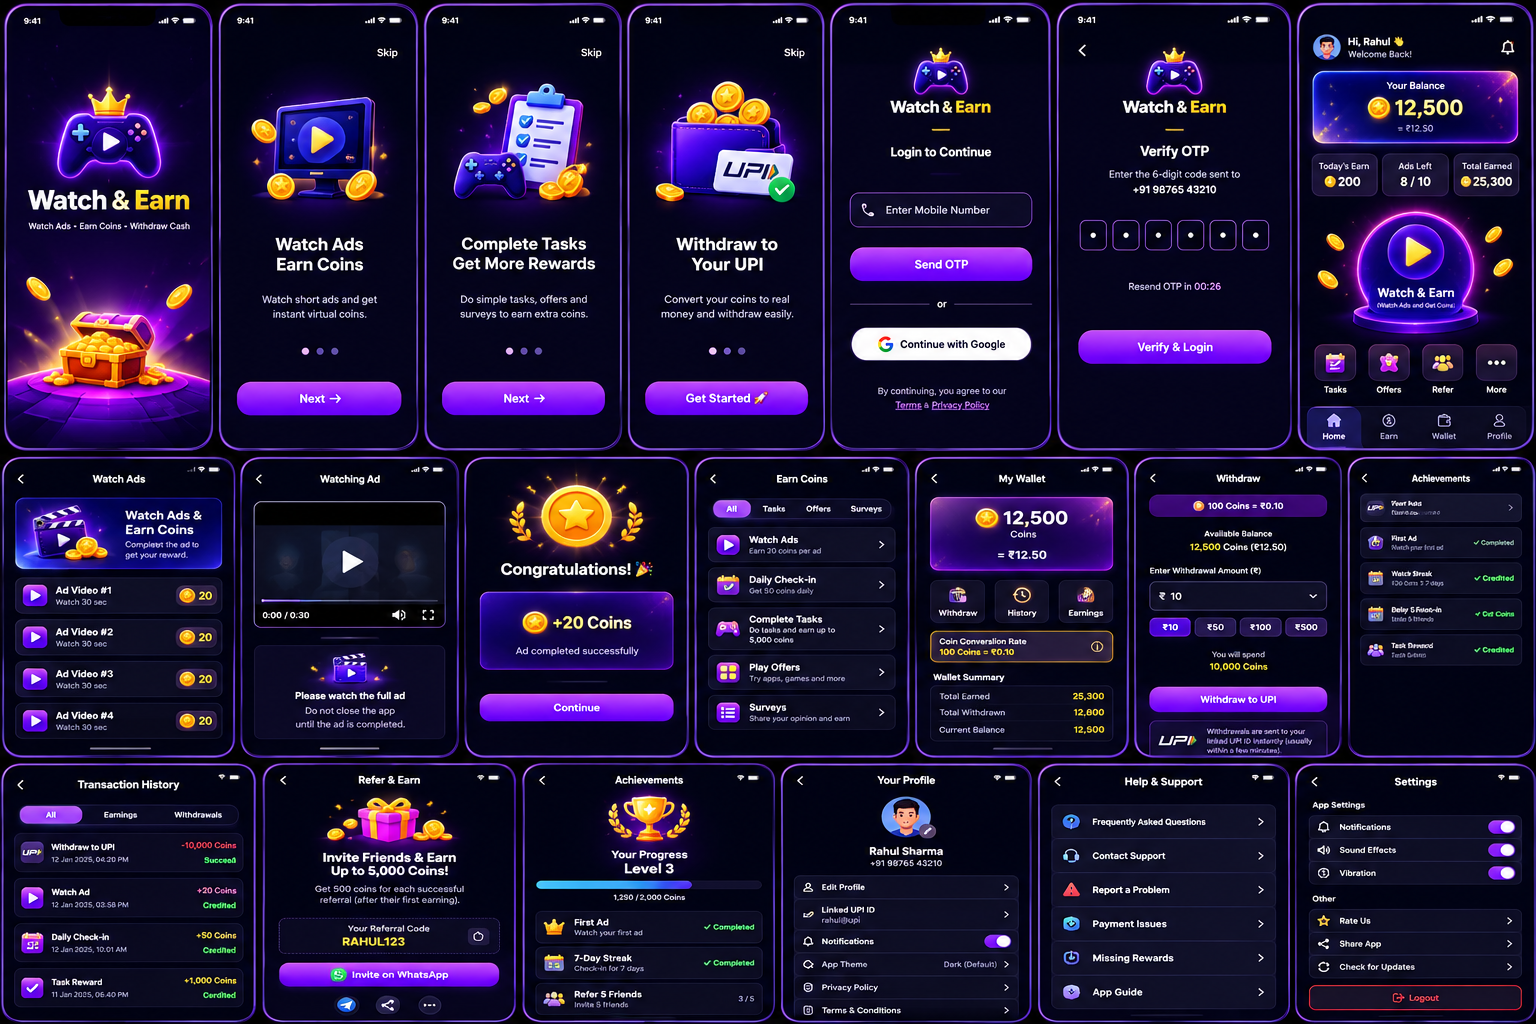 9:41
Watch & Earn
Watch Ads - Earn Coins - Withdraw Cash
9:41
Skip
Watch Ads
Earn Coins
Watch short ads and get
instant virtual coins.
Next →
9:41
Skip
Complete Tasks
Get More Rewards
Do simple tasks, offers and
surveys to earn extra coins.
Next →
9:41
Skip
UPI
Withdraw to
Your UPI
Convert your coins to real
money and withdraw easily.
Get Started 🚀
9:41
Watch & Earn
Login to Continue
Enter Mobile Number
Send OTP
or
Continue with Google
By continuing, you agree to our
Terms & Privacy Policy
9:41
Watch & Earn
Verify OTP
Enter the 6-digit code sent to
+91 98765 43210
Resend OTP in 00:26
Verify & Login
Hi, Rahul 👋
Welcome Back!
Your Balance
12,500
= ₹12.50
Today's Earn
200
Ads Left
8 / 10
Total Earned
25,300
Watch & Earn
(Watch Ads and Get Coins)
Tasks
Offers
Refer
More
Home
Earn
Wallet
Profile
Watch Ads
Watch Ads &
Earn Coins
Complete the ad to
get your reward.
Ad Video #1
Watch 30 sec
20
Ad Video #2
Watch 30 sec
20
Ad Video #3
Watch 30 sec
20
Ad Video #4
Watch 30 sec
20
Watching Ad
0:00 / 0:30
Please watch the full ad
Do not close the app
until the ad is completed.
Congratulations! 🎉
+20 Coins
Ad completed successfully
Continue
Earn Coins
All
Tasks
Offers
Surveys
Watch Ads
Earn 20 coins per ad
Daily Check-in
Get 50 coins daily
Complete Tasks
Do tasks and earn up to
5,000 coins
Play Offers
Try apps, games and more
Surveys
Share your opinion and earn
My Wallet
12,500
Coins
= ₹12.50
Withdraw
History
Earnings
Coin Conversion Rate
100 Coins = ₹0.10
Wallet Summary
Total Earned
25,300
Total Withdrawn
12,800
Current Balance
12,500
Withdraw
100 Coins = ₹0.10
Available Balance
12,500 Coins (₹12.50)
Enter Withdrawal Amount (₹)
₹ 10
₹10
₹50
₹100
₹500
You will spend
10,000 Coins
Withdraw to UPI
UPI
Withdrawals are sent to your
linked UPI ID instantly (usually
within a few minutes).
Achievements
UPI
First Ad
Watch your first ad
✓ Completed
✓ Credited
✓ Credited
Transaction History
All
Earnings
Withdrawals
UPI
Withdraw to UPI
12 Jan 2025, 04:20 PM
-10,000 Coins
Watch Ad
12 Jan 2025, 03:58 PM
+20 Coins
Credited
Daily Check-in
12 Jan 2025, 10:01 AM
+50 Coins
Credited
Task Reward
11 Jan 2025, 06.40 PM
+1,000 Coins
Cerdited
Refer & Earn
Invite Friends & Earn
Up to 5,000 Coins!
Get 500 coins for each successful
referral (after their first earning).
Your Referral Code
RAHUL123
Invite on WhatsApp
Achievements
Your Progress
Level 3
1,290 / 2,000 Coins
First Ad
Watch your first ad
✓ Completed
7-Day Streak
Check-in for 7 days
✓ Completed
Refer 5 Friends
Invite 5 friends
3 / 5
Your Profile
Rahul Sharma
+91 98765 43210
Edit Profile
Linked UPI ID
rahul@upi
Notifications
App Theme
Dark (Default)
Privacy Policy
Terms & Conditions
Help & Support
Frequently Asked Questions
Contact Support
Report a Problem
Payment Issues
Missing Rewards
App Guide
Settings
App Settings
Notifications
Sound Effects
Vibration
Other
Rate Us
Share App
Check for Updates
Logout